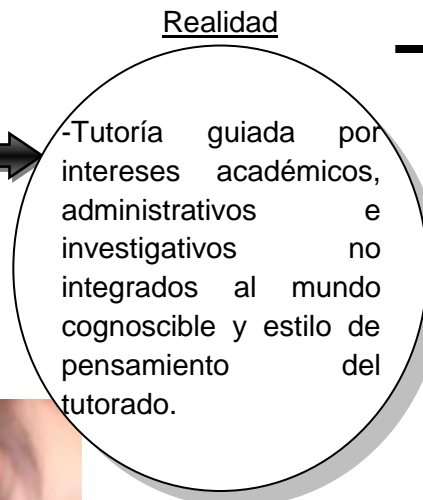 Realidad
-Tutoría guiada por
intereses académicos,
administrativos e
investigativos no
integrados al mundo
cognoscible y estilo de
pensamiento del
tutorado.